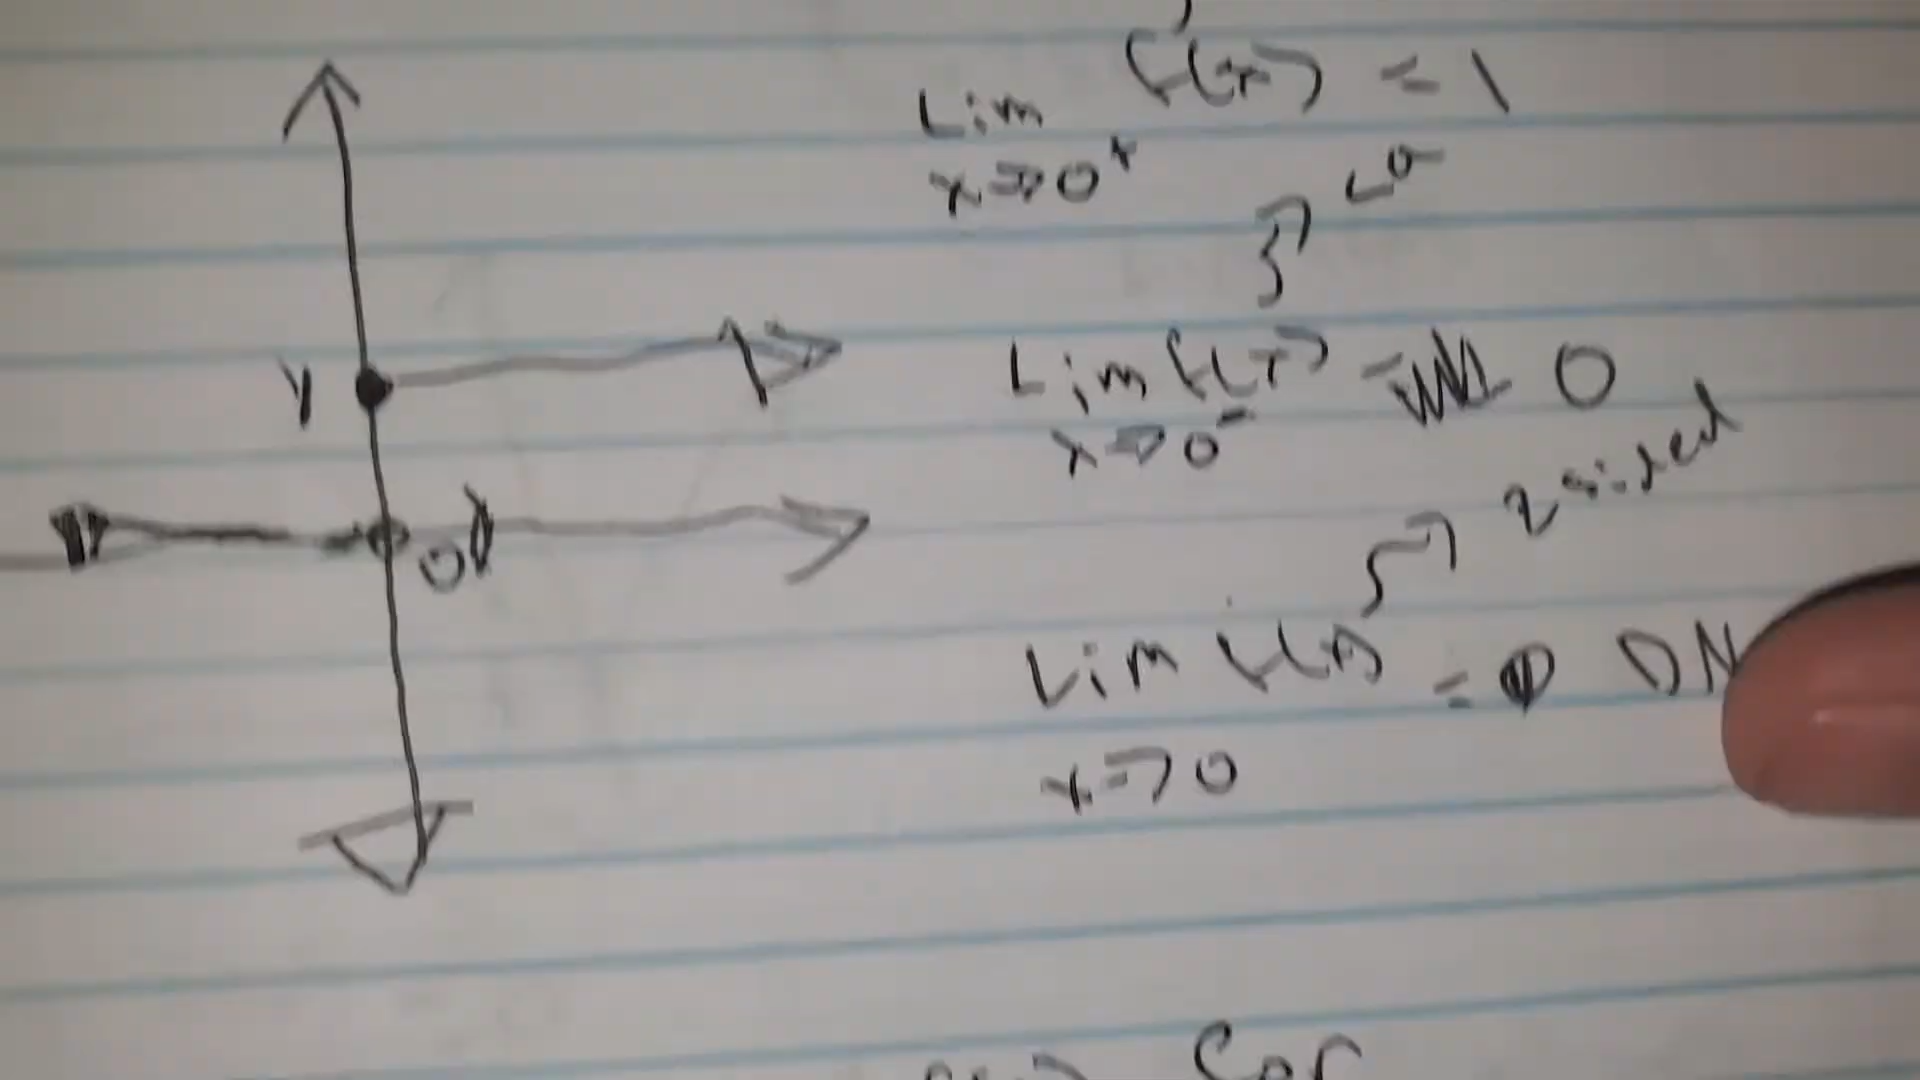 Lim f(x) = 1
x→0⁺
Lim f(x) = 0
x→0⁻
2 sided
Lim f(x) = DN
x→0
1
0